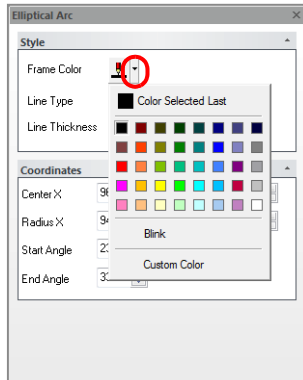 Elliptical Arc
Style
Frame Color
Line Type
Color Selected Last
Line Thickness
Coordinates
Center X
Radius X
Blink
Start Angle
Custom Color
End Angle